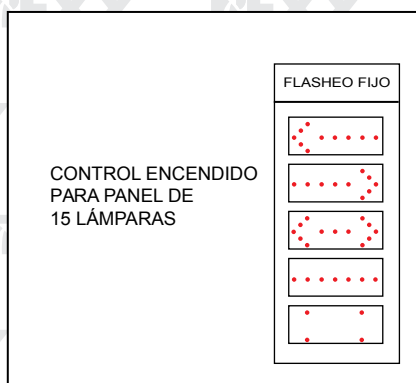 FLASHEO FIJO
CONTROL ENCENDIDO
PARA PANEL DE
15 LÁMPARAS